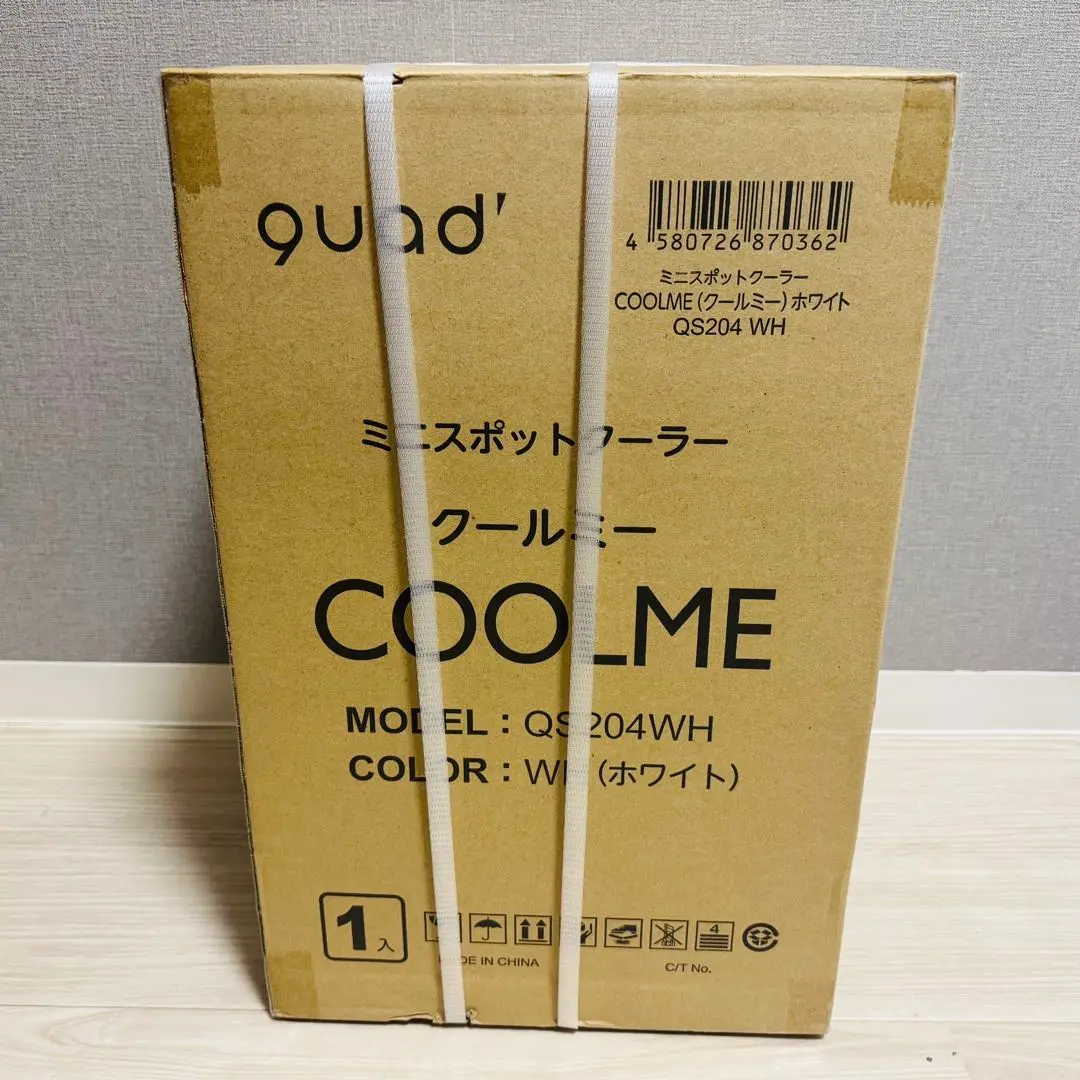 quad'
4 580726 870362
ミニスポットクーラー
COOLME(クールミー)ホワイト
QS204 WH
ミニスポットクーラー
クールミー
COOLME
MODEL : QS204WH
COLOR : WH (ホワイト)
1入
4
MADE IN CHINA
C/T No.